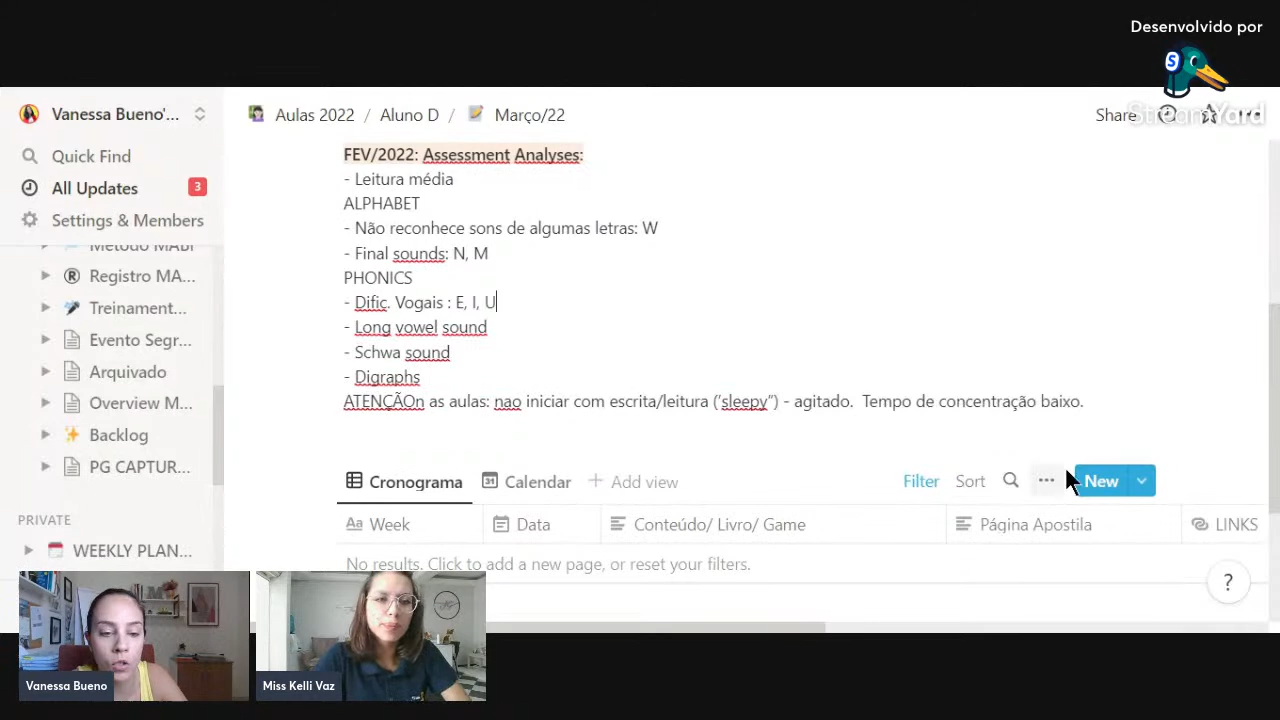 Desenvolvido por
S
StreamYard
Vanessa Bueno'...
Aulas 2022 / Aluno D / Março/22
Share
Quick Find
All Updates
3
Settings & Members
Método MABI
Registro MA...
Treinament...
Evento Segr...
Arquivado
Overview M...
Backlog
PG CAPTUR...
PRIVATE
WEEKLY PLAN...
FEV/2022: Assessment Analyses:
- Leitura média
ALPHABET
- Não reconhece sons de algumas letras: W
- Final sounds: N, M
PHONICS
- Dific. Vogais : E, I, U
- Long vowel sound
- Schwa sound
- Digraphs
ATENÇÃOn as aulas: nao iniciar com escrita/leitura ('sleepy") - agitado.  Tempo de concentração baixo.
Cronograma
31 Calendar
+ Add view
Filter
Sort
...
New
Aa Week
Data
Conteúdo/ Livro/ Game
Página Apostila
LINKS
No results. Click to add a new page, or reset your filters.
?
Vanessa Bueno
Miss Kelli Vaz